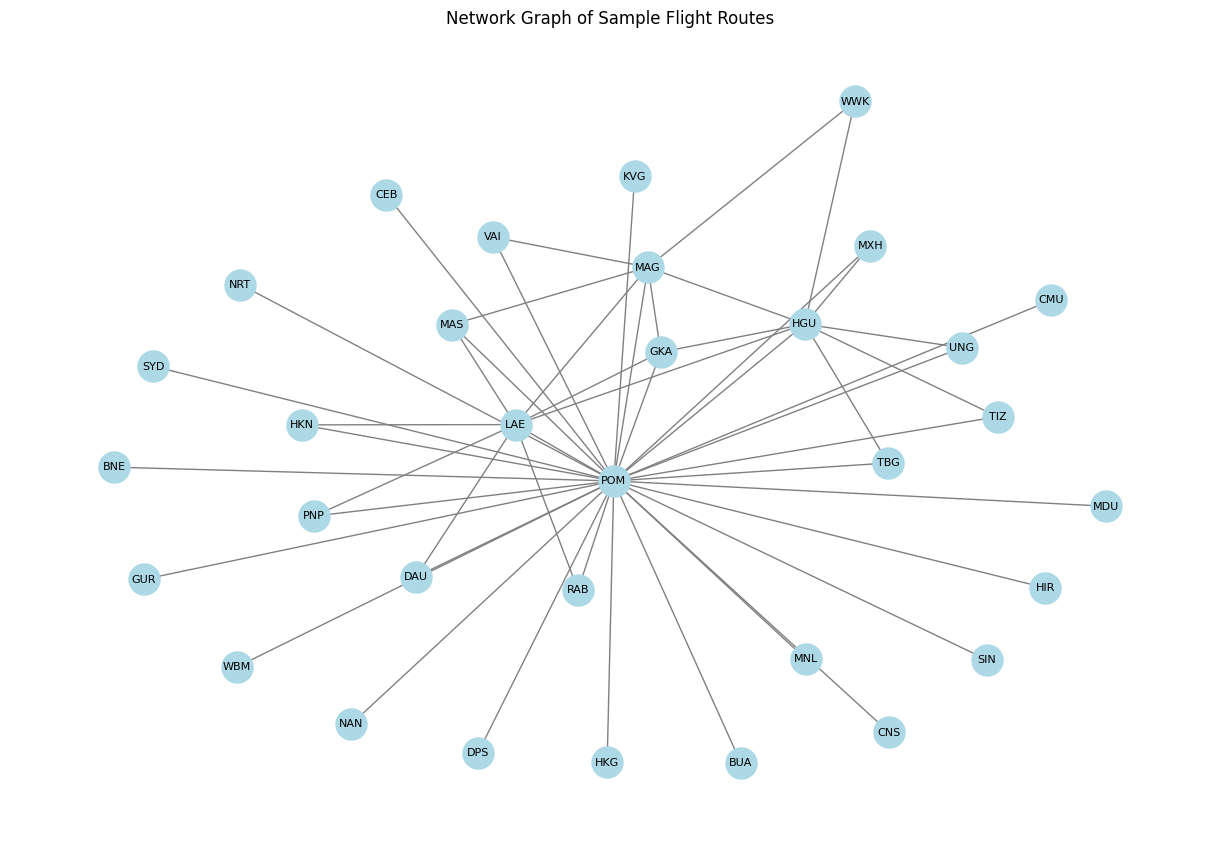 Network Graph of Sample Flight Routes
WWK
KVG
CEB
VAI
MXH
MAG
NRT
CMU
MAS
HGU
UNG
GKA
SYD
TIZ
HKN
LAE
TBG
BNE
POM
MDU
PNP
DAU
GUR
RAB
HIR
MNL
SIN
WBM
NAN
CNS
DPS
HKG
BUA